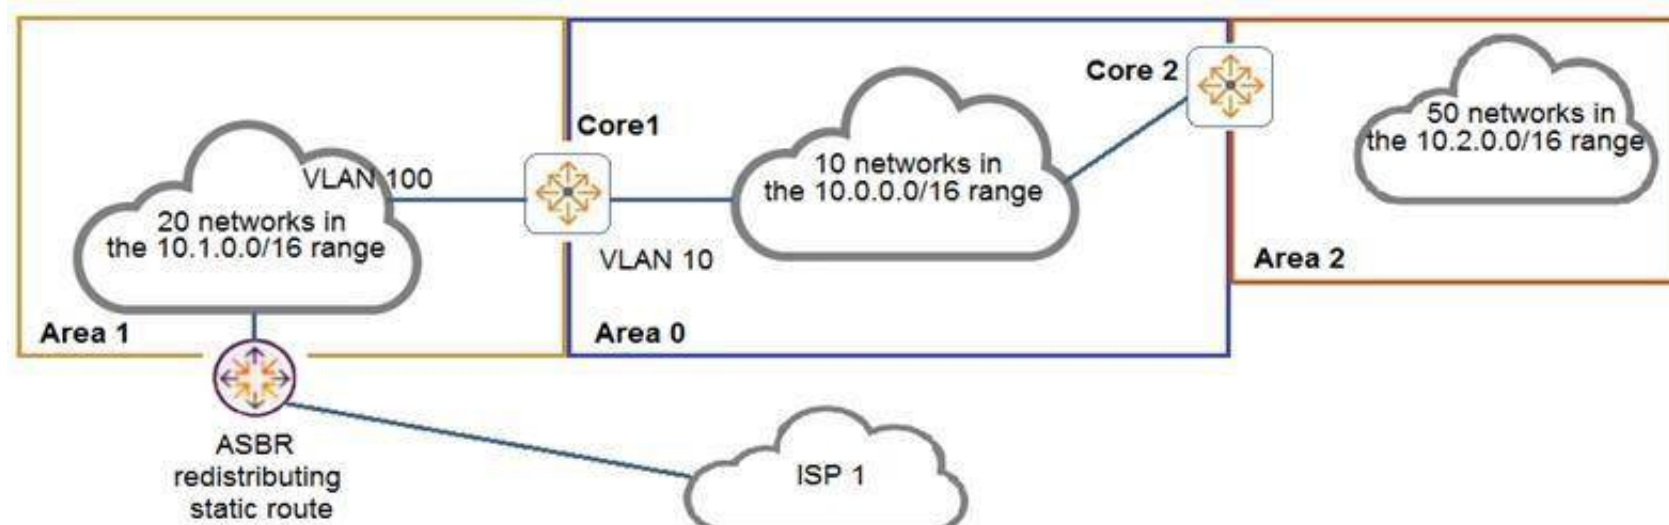 Core 2
50 networks in
the 10.2.0.0/16 range
Core1
10 networks in
the 10.0.0.0/16 range
VLAN 100
20 networks in
the 10.1.0.0/16 range
VLAN 10
Area 2
Area 1
Area 0
ASBR
redistributing
static route
ISP 1